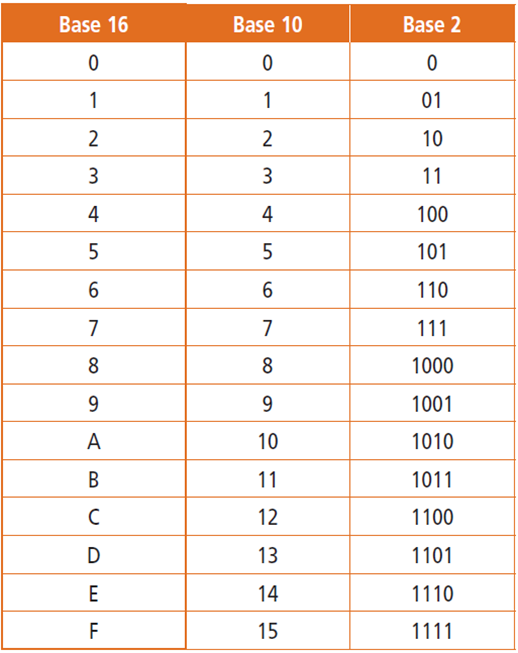 Base 16 Base 10 Base 2
0 0 0
1 1 01
2 2 10
3 3 11
4 4 100
5 5 101
6 6 110
7 7 111
8 8 1000
9 9 1001
A 10 1010
B 11 1011
C 12 1100
D 13 1101
E 14 1110
F 15 1111